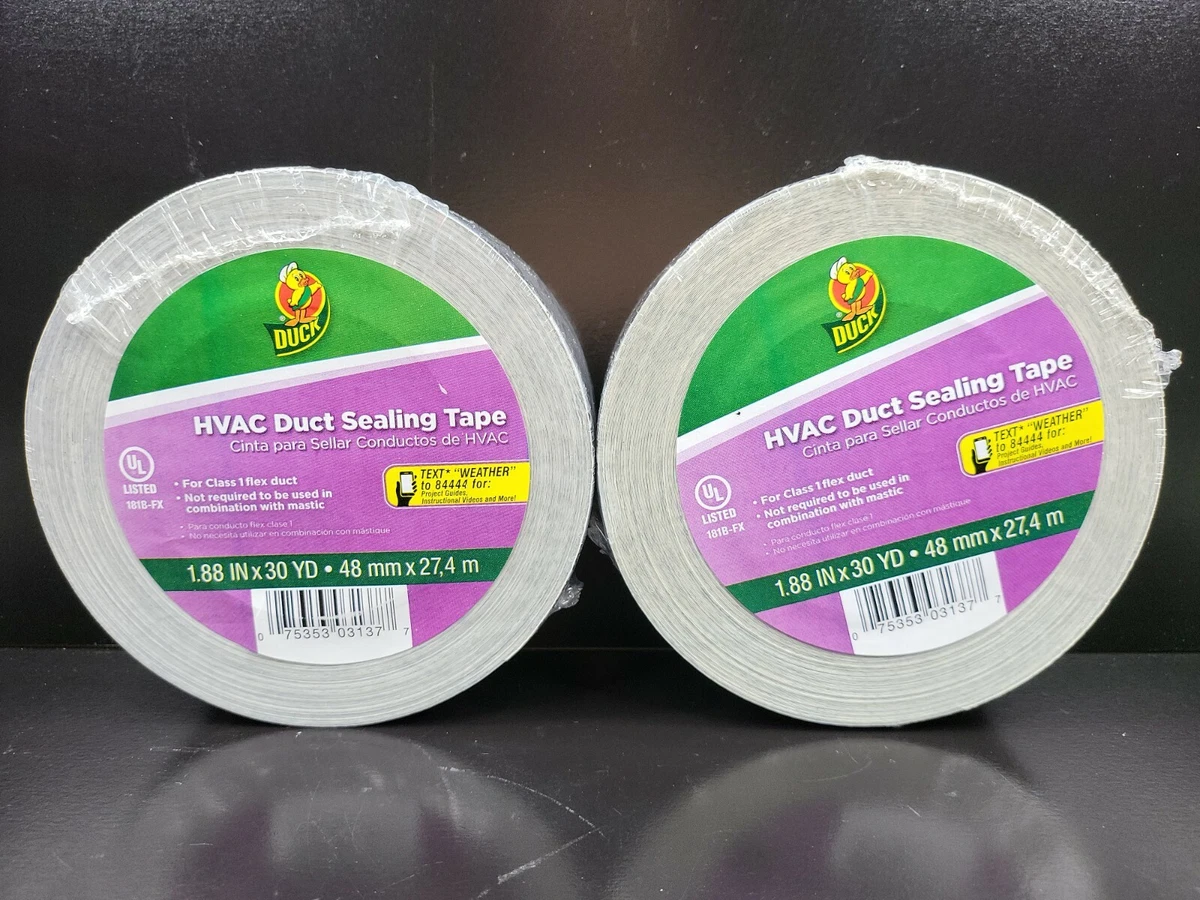 DUCK
®
HVAC Duct Sealing Tape
Cinta para Sellar Conductos de HVAC
UL
LISTED
181B-FX
• For Class 1 flex duct
• Not required to be used in
combination with mastic
• Para conducto flex clase 1
• No necesita utilizar en combinación con mástique
TEXT* "WEATHER"
to 84444 for:
Project Guides,
Instructional Videos and More!
1.88 IN x 30 YD • 48 mm x 27,4 m
0 75353 03137 7
DUCK
®
HVAC Duct Sealing Tape
Cinta para Sellar Conductos de HVAC
UL
LISTED
181B-FX
• For Class 1 flex duct
• Not required to be used in
combination with mastic
• Para conducto flex clase 1
• No necesita utilizar en combinación con mástique
TEXT* "WEATHER"
to 84444 for:
Project Guides,
Instructional Videos and More!
1.88 IN x 30 YD • 48 mm x 27,4 m
0 75353 03137 7